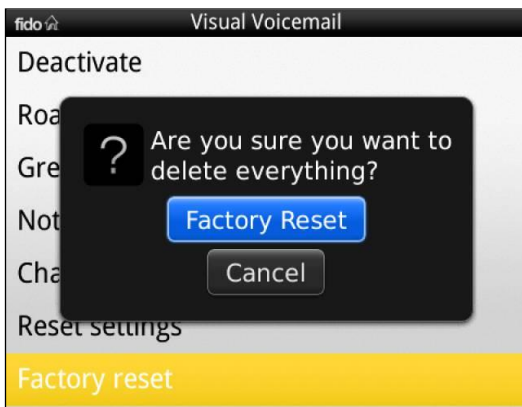 fido Visual Voicemail
Deactivate
Roa
Are you sure you want to
Gre ? delete everything?
Not Factory Reset
Cha Cancel
Reset settings
Factory reset